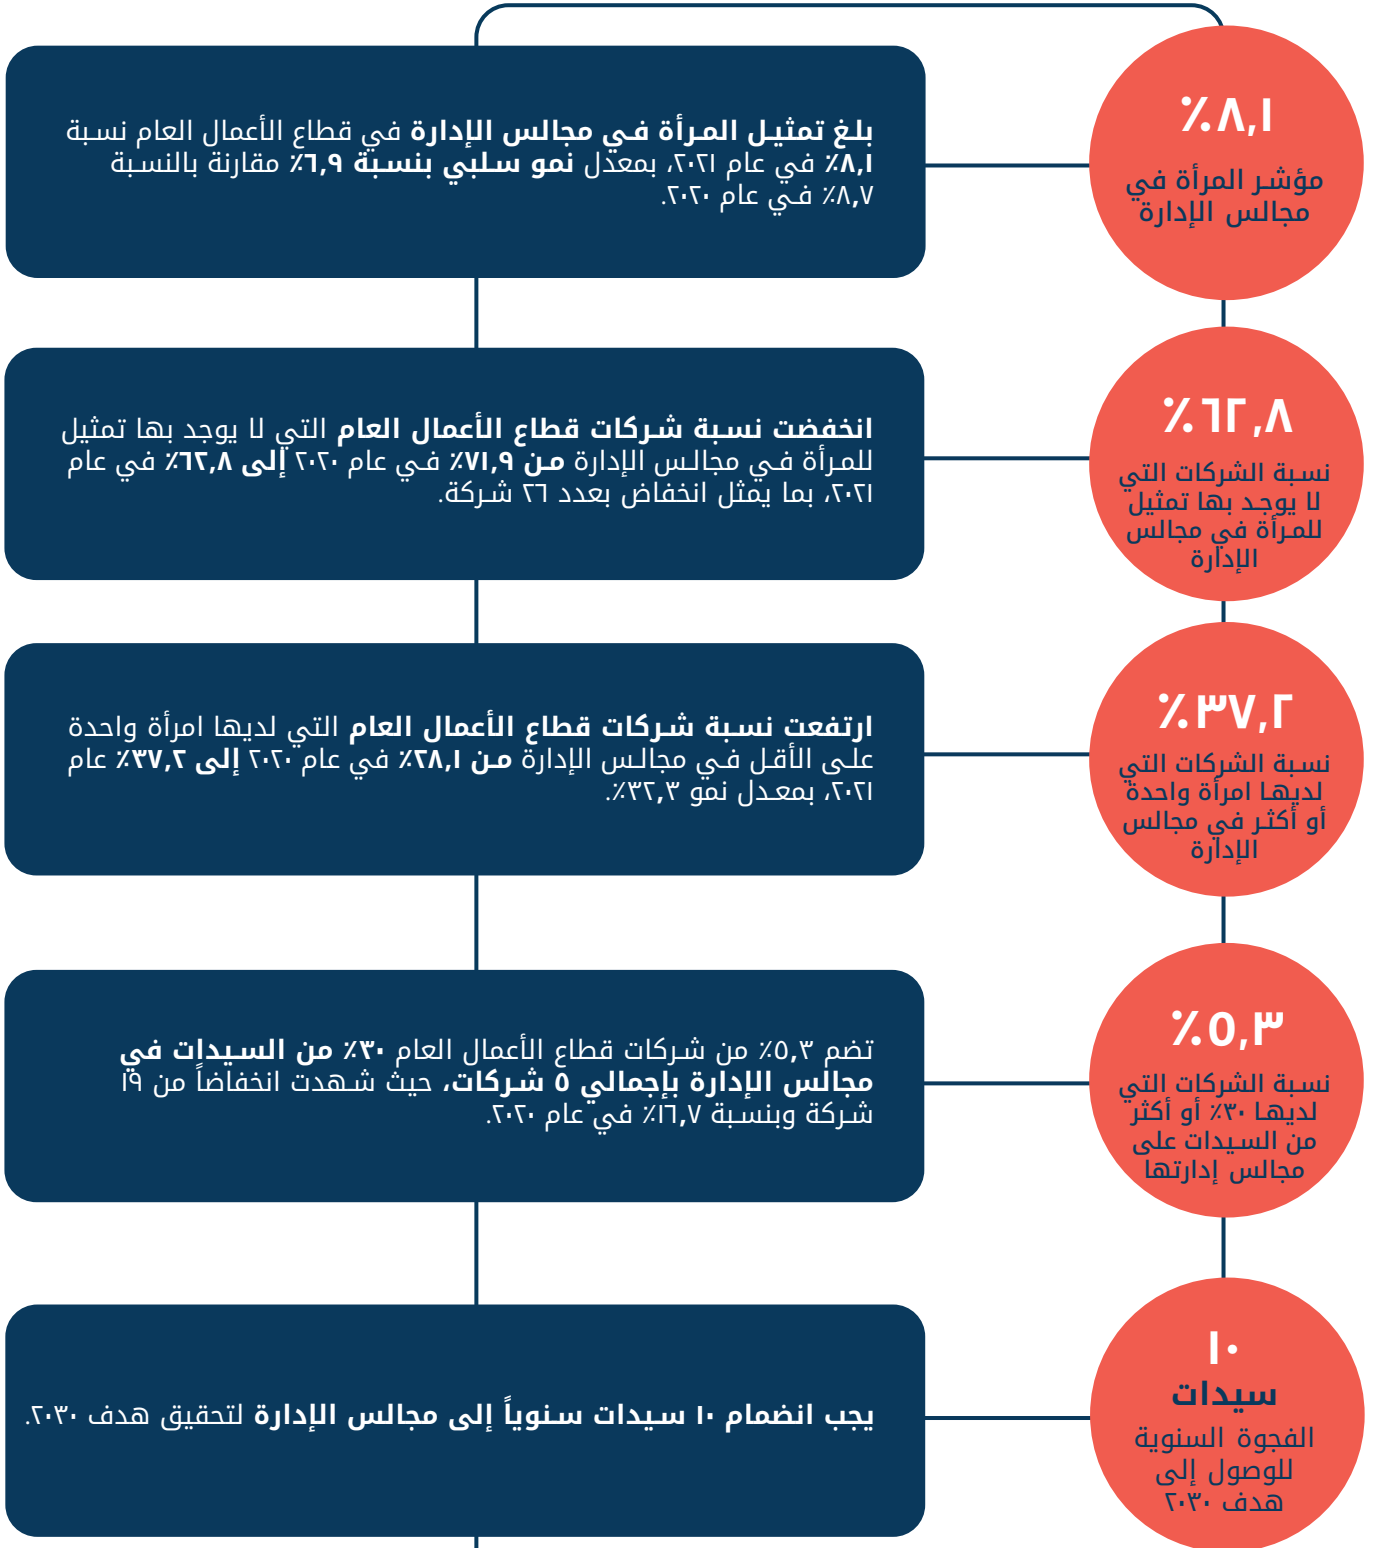 ٪٨,١
مؤشر المرأة في
مجالس الإدارة
بلغ تمثيل المرأة في مجالس الإدارة في قطاع الأعمال العام نسبة
٨,١٪ في عام ٢٠٢١، بمعدل نمو سلبي بنسبة ٦,٩٪ مقارنة بالنسبة
٨,٧٪ في عام ٢٠٢٠.
٪٦٢,٨
نسبة الشركات التي
لا يوجد بها تمثيل
للمرأة في مجالس
الإدارة
انخفضت نسبة شركات قطاع الأعمال العام التي لا يوجد بها تمثيل
للمرأة في مجالس الإدارة من ٧١,٩٪ في عام ٢٠٢٠ إلى ٦٢,٨٪ في عام
٢٠٢١، بما يمثل انخفاض بعدد ٢٦ شركة.
٪٣٧,٢
نسبة الشركات التي
لديها امرأة واحدة
أو أكثر في مجالس
الإدارة
ارتفعت نسبة شركات قطاع الأعمال العام التي لديها امرأة واحدة
على الأقل في مجالس الإدارة من ٢٨,١٪ في عام ٢٠٢٠ إلى ٣٧,٢٪ عام
٢٠٢١، بمعدل نمو ٣٢,٣٪.
٪٥,٣
نسبة الشركات التي
لديها ٣٠٪ أو أكثر
من السيدات على
مجالس إدارتها
تضم ٥,٣٪ من شركات قطاع الأعمال العام ٣٠٪ من السيدات في
مجالس الإدارة بإجمالي ٥ شركات، حيث شهدت انخفاضاً من ١٩
شركة وبنسبة ١٦,٧٪ في عام ٢٠٢٠.
١٠
سيدات
الفجوة السنوية
للوصول إلى
هدف ٢٠٣٠
يجب انضمام ١٠ سيدات سنوياً إلى مجالس الإدارة لتحقيق هدف ٢٠٣٠.